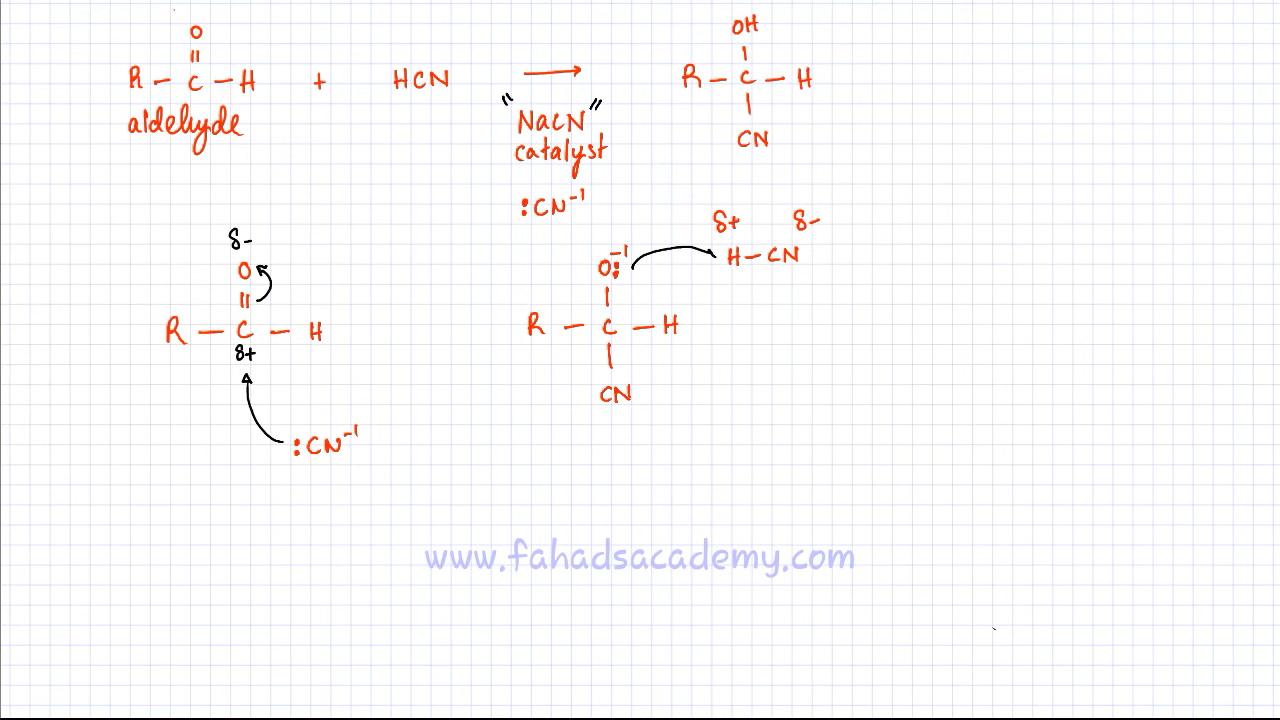 O OH
||
R - C - H + HCN → R - C - H
aldehyde "NaCN" CN
catalyst
:CN⁻¹
δ- δ+ δ-
O O:⁻¹ H - CN
||
R - C - H R - C - H
δ+
CN
:CN⁻¹
www.fahadsacademy.com